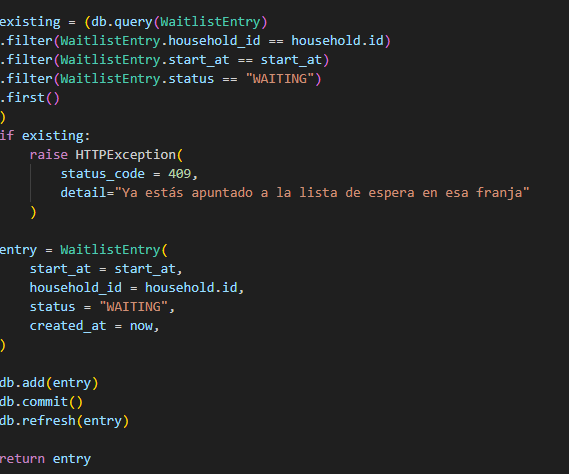 existing = (db.query(WaitlistEntry)
.filter(WaitlistEntry.household_id == household.id)
.filter(WaitlistEntry.start_at == start_at)
.filter(WaitlistEntry.status == "WAITING")
.first()
)
if existing:
    raise HTTPException(
        status_code = 409,
        detail="Ya estás apuntado a la lista de espera en esa franja"
    )

entry = WaitlistEntry(
    start_at = start_at,
    household_id = household.id,
    status = "WAITING",
    created_at = now,
)

db.add(entry)
db.commit()
db.refresh(entry)

return entry